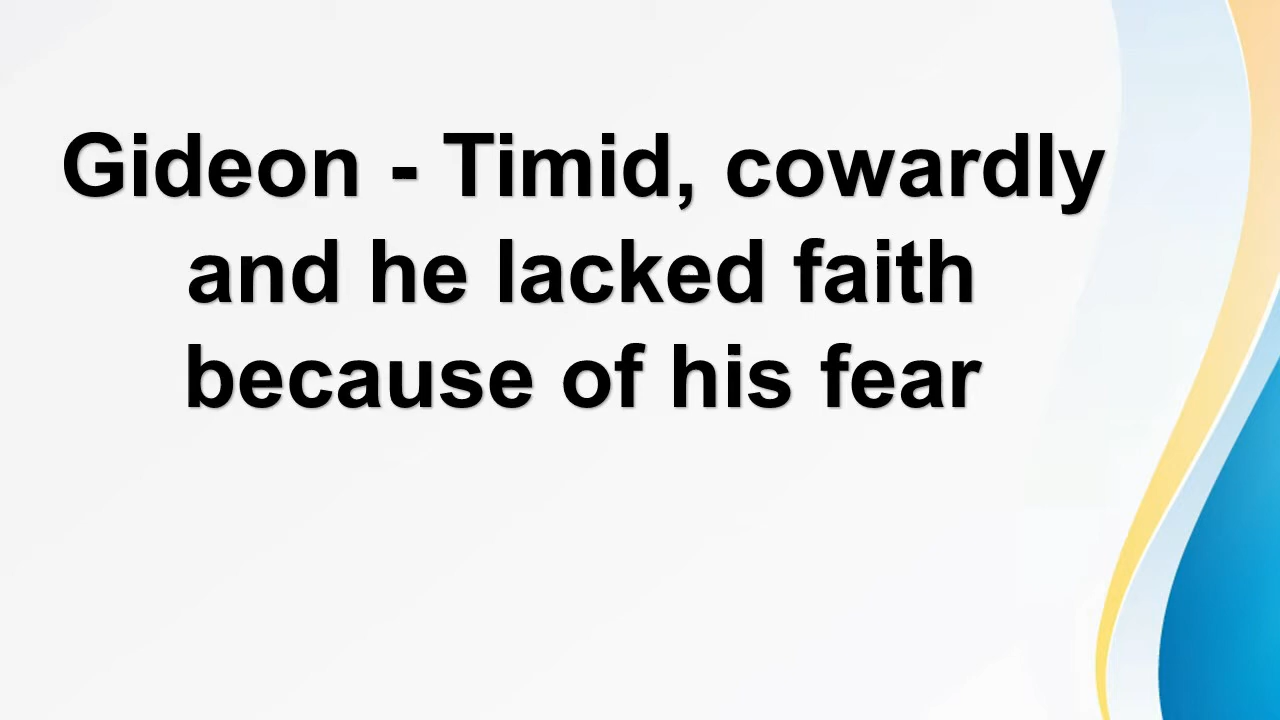 Gideon - Timid, cowardly
and he lacked faith
because of his fear